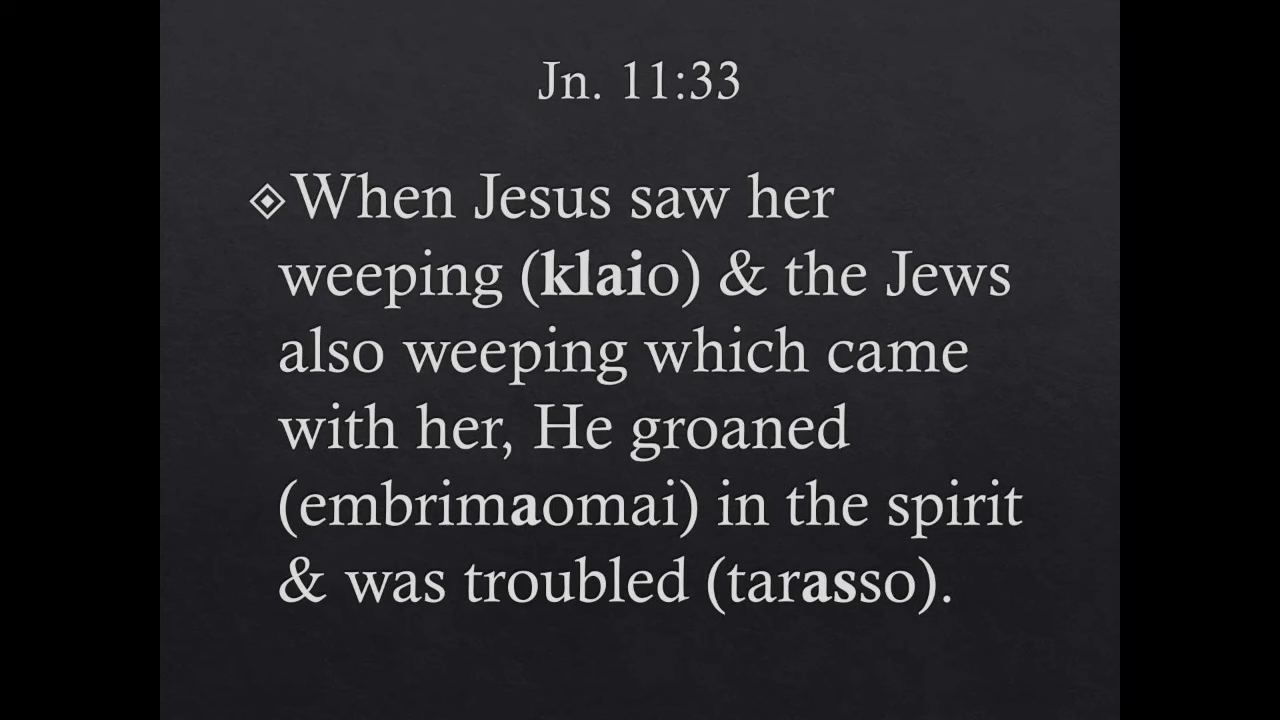 Jn. 11:33
When Jesus saw her
weeping (klaio) & the Jews
also weeping which came
with her, He groaned
(embrimaomai) in the spirit
& was troubled (tarasso).